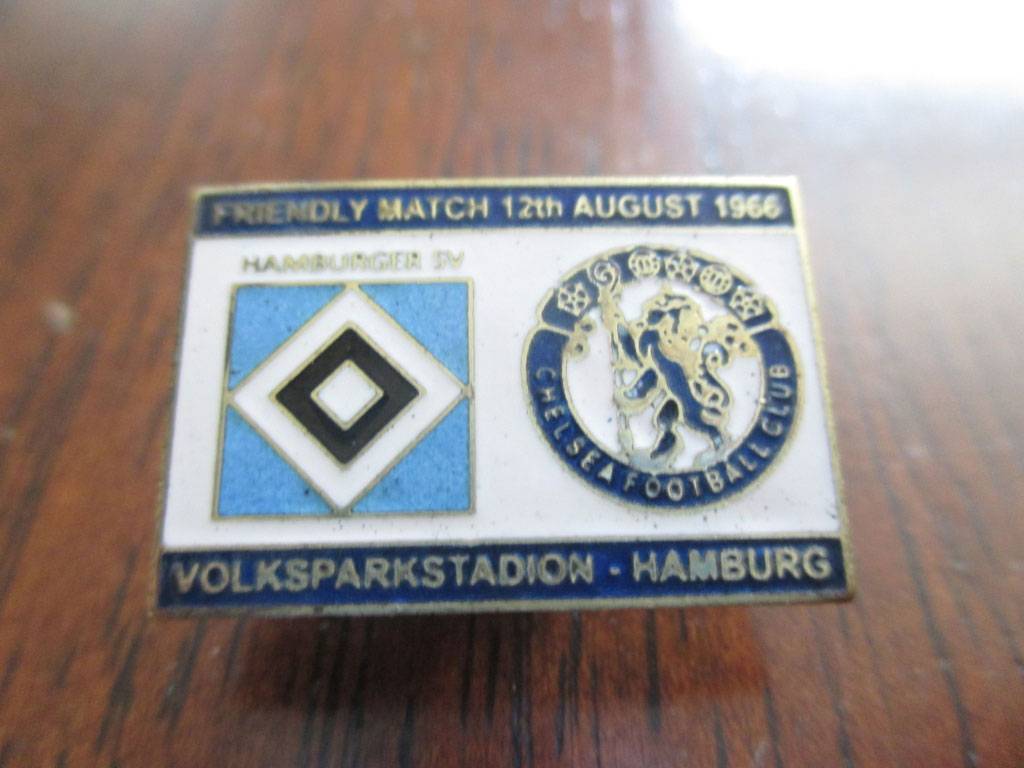 FRIENDLY MATCH 12th AUGUST 1966
HAMBURGER SV
CHELSEA FOOTBALL CLUB
VOLKSPARKSTADION - HAMBURG